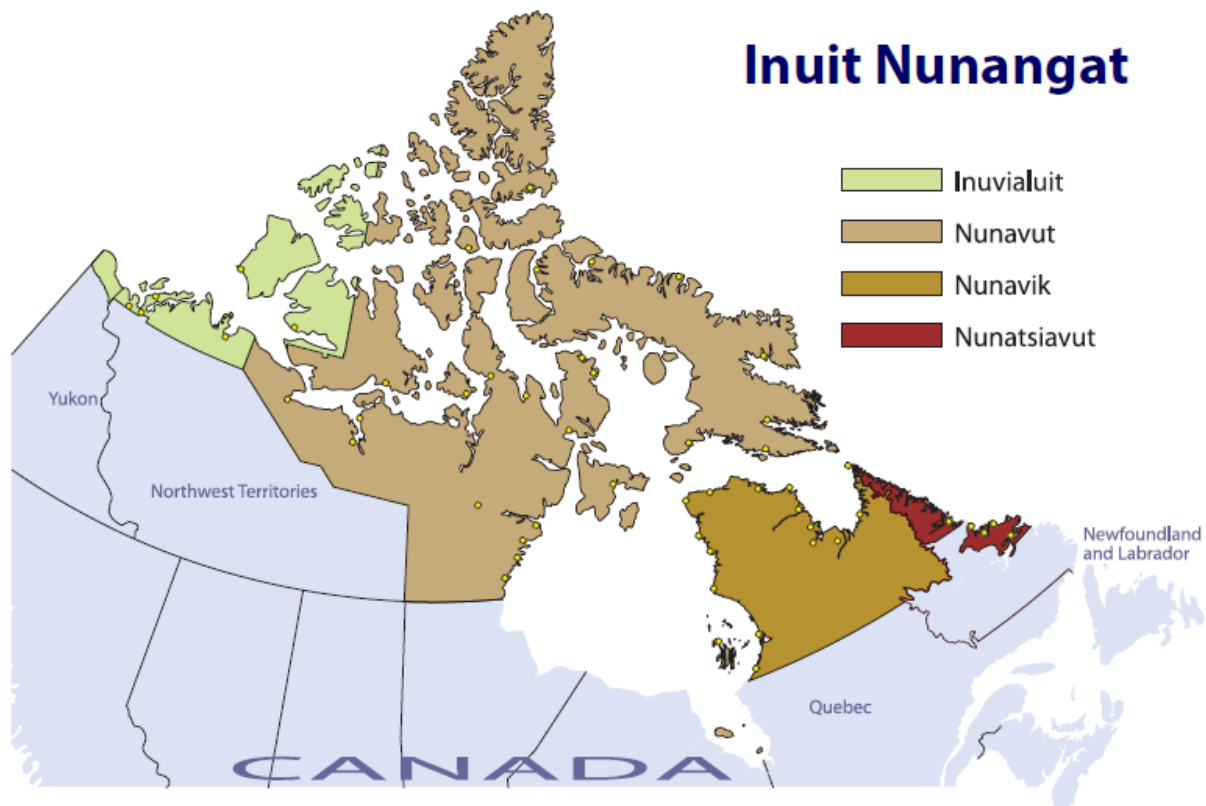 Inuit Nunangat
Inuvialuit
Nunavut
Nunavik
Nunatsiavut
Yukon
Northwest Territories
Newfoundland
and Labrador
Quebec
CANADA